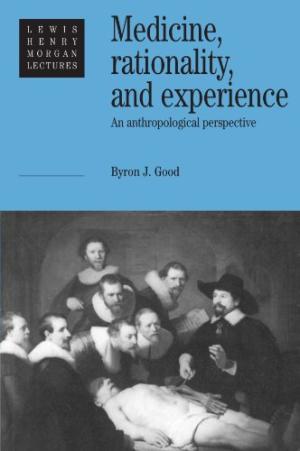 LEWIS
HENRY
MORGAN
LECTURES
Medicine,
rationality,
and experience
An anthropological perspective
Byron J. Good